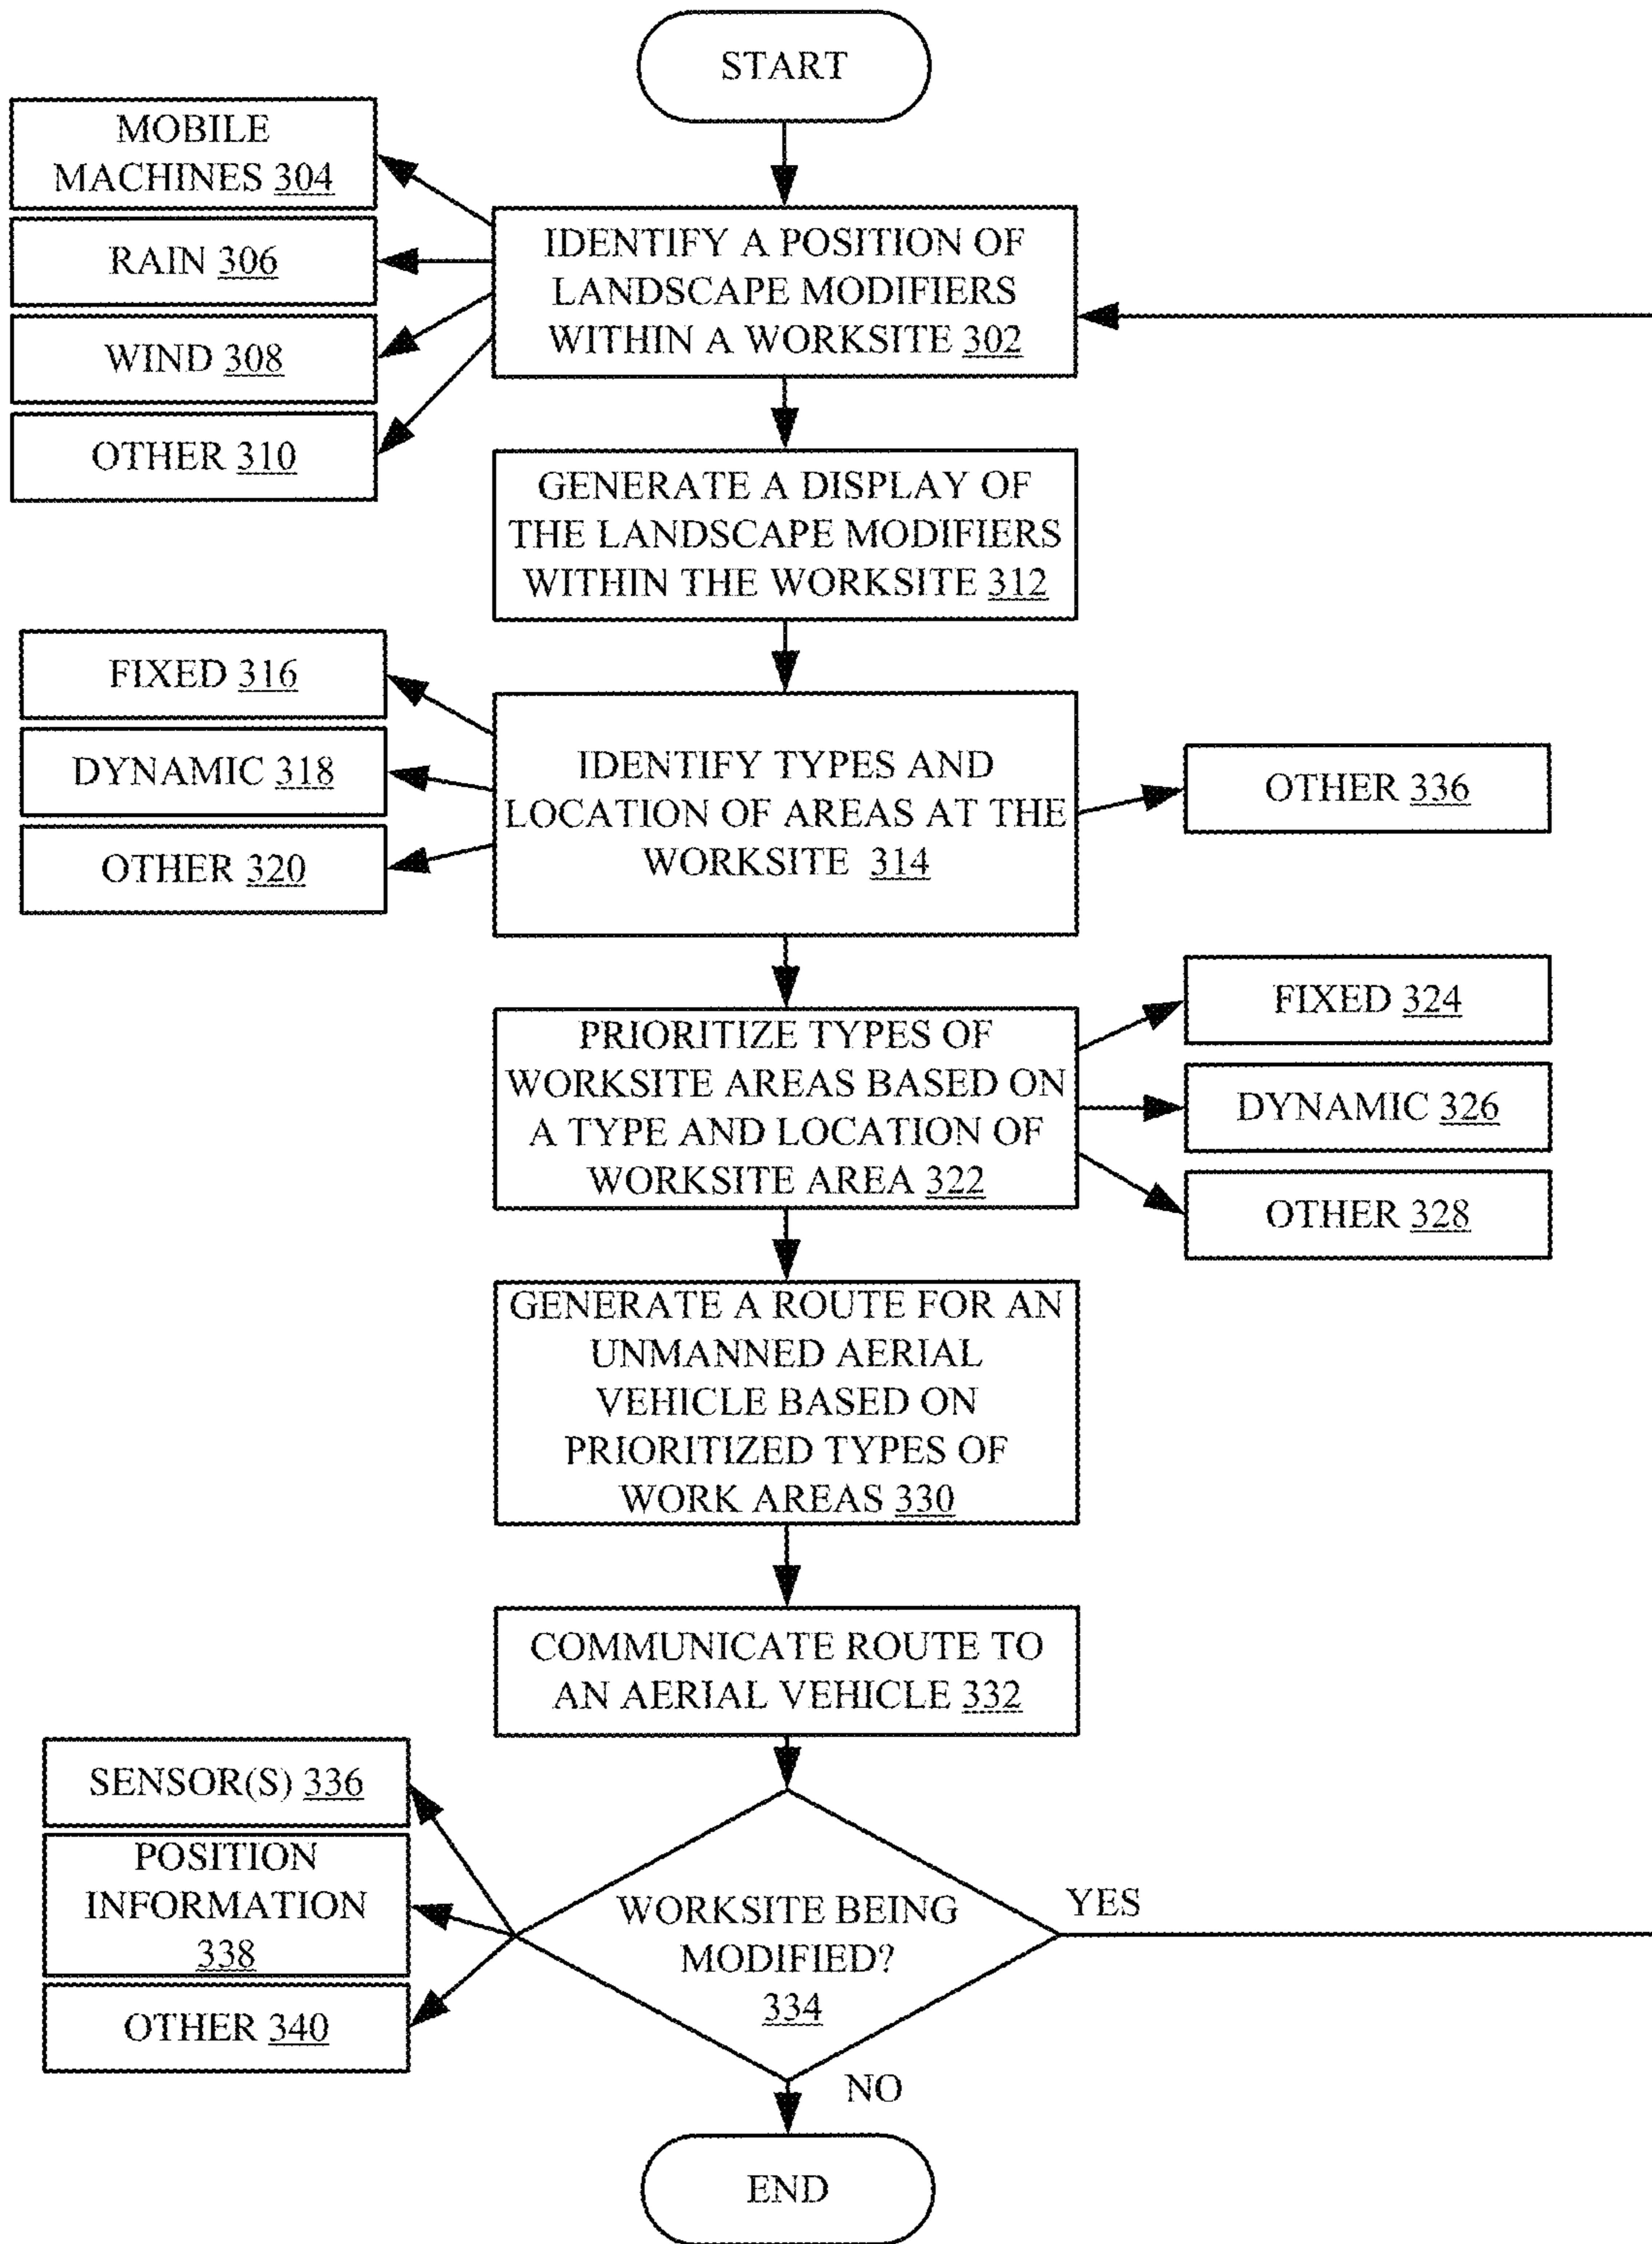 START
MOBILE
MACHINES 304
RAIN 306
WIND 308
OTHER 310
IDENTIFY A POSITION OF
LANDSCAPE MODIFIERS
WITHIN A WORKSITE 302
GENERATE A DISPLAY OF
THE LANDSCAPE MODIFIERS
WITHIN THE WORKSITE 312
FIXED 316
DYNAMIC 318
OTHER 320
IDENTIFY TYPES AND
LOCATION OF AREAS AT THE
WORKSITE 314
OTHER 336
PRIORITIZE TYPES OF
WORKSITE AREAS BASED ON
A TYPE AND LOCATION OF
WORKSITE AREA 322
FIXED 324
DYNAMIC 326
OTHER 328
GENERATE A ROUTE FOR AN
UNMANNED AERIAL
VEHICLE BASED ON
PRIORITIZED TYPES OF
WORK AREAS 330
COMMUNICATE ROUTE TO
AN AERIAL VEHICLE 332
SENSOR(S) 336
POSITION
INFORMATION
338
OTHER 340
WORKSITE BEING
MODIFIED?
334
YES
NO
END